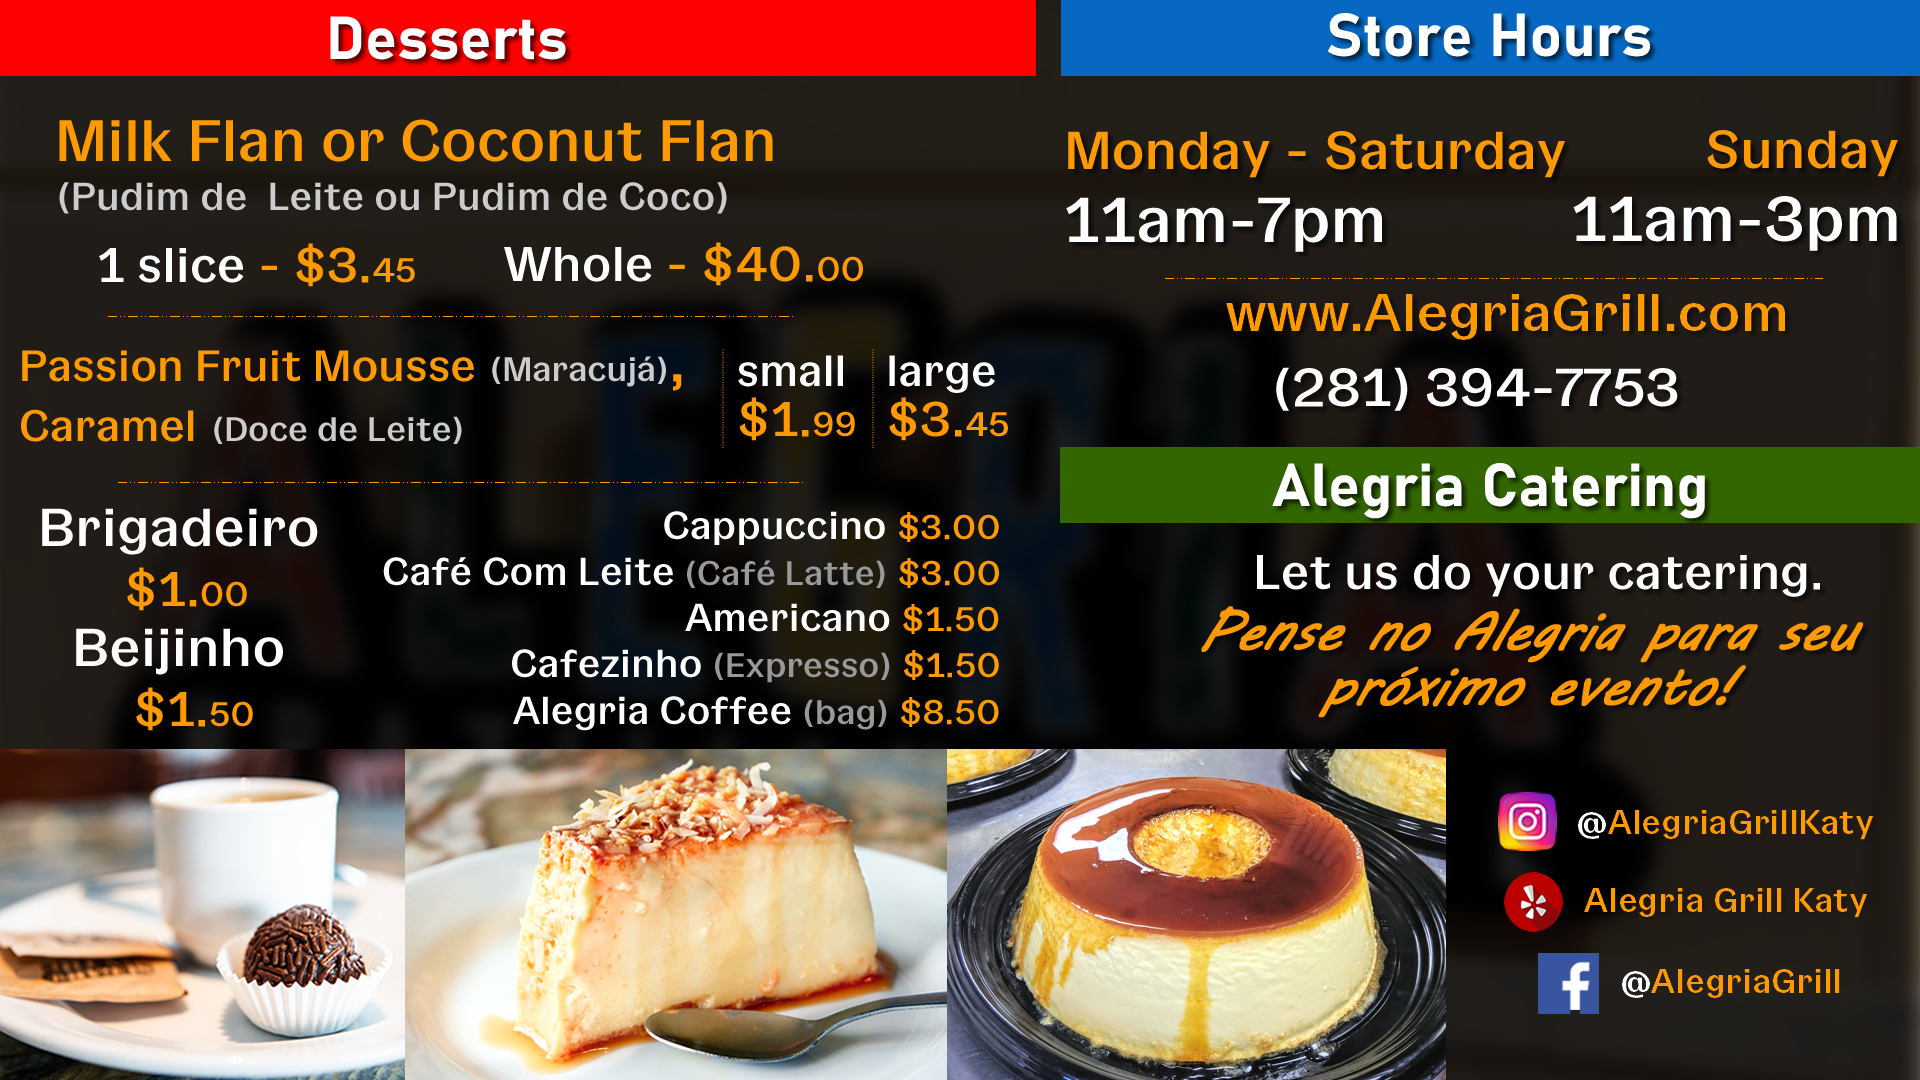 Desserts
Milk Flan or Coconut Flan
(Pudim de Leite ou Pudim de Coco)
1 slice - $3.45 Whole - $40.00
Passion Fruit Mousse (Maracujá),
Caramel (Doce de Leite)
small large
$1.99 $3.45
Brigadeiro
$1.00
Beijinho
$1.50
Cappuccino $3.00
Café Com Leite (Café Latte) $3.00
Americano $1.50
Cafezinho (Expresso) $1.50
Alegria Coffee (bag) $8.50
Store Hours
Monday - Saturday Sunday
11am-7pm 11am-3pm
www.AlegriaGrill.com
(281) 394-7753
Alegria Catering
Let us do your catering.
Pense no Alegria para seu
próximo evento!
@AlegriaGrillKaty
Alegria Grill Katy
@AlegriaGrill
ALEGRIA